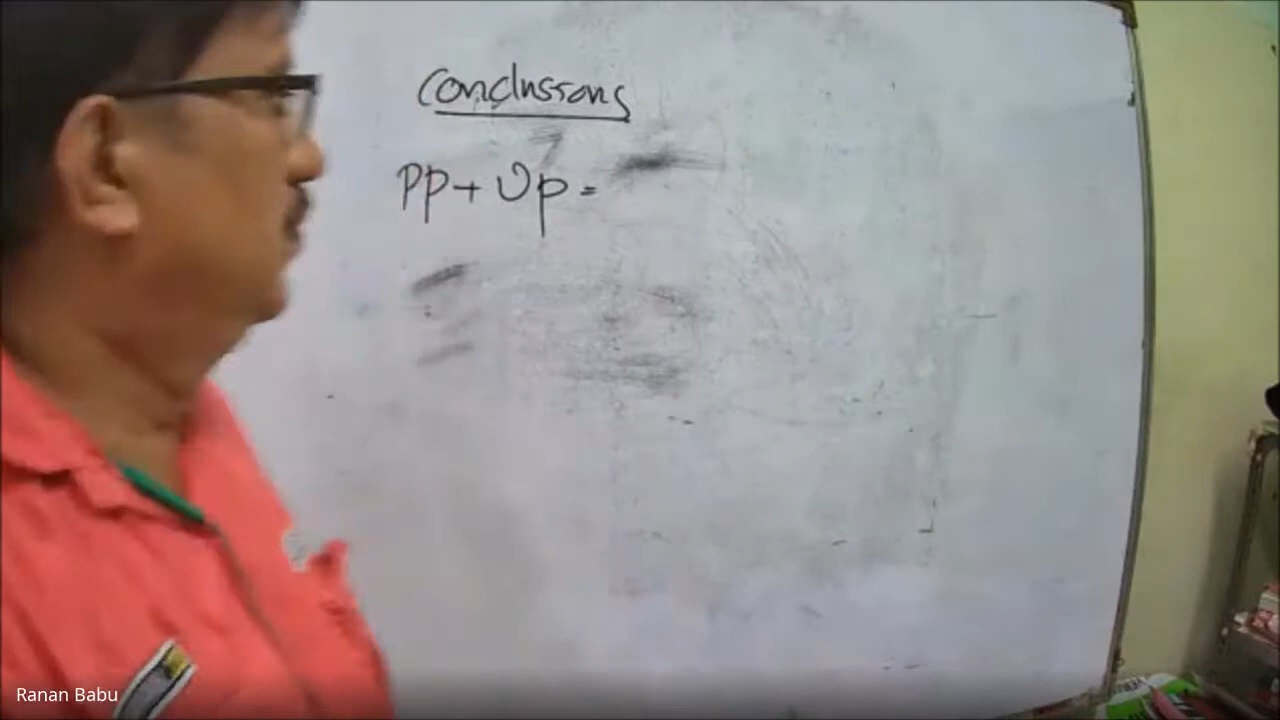 Conclussons
Pp + Up =
Ranan Babu